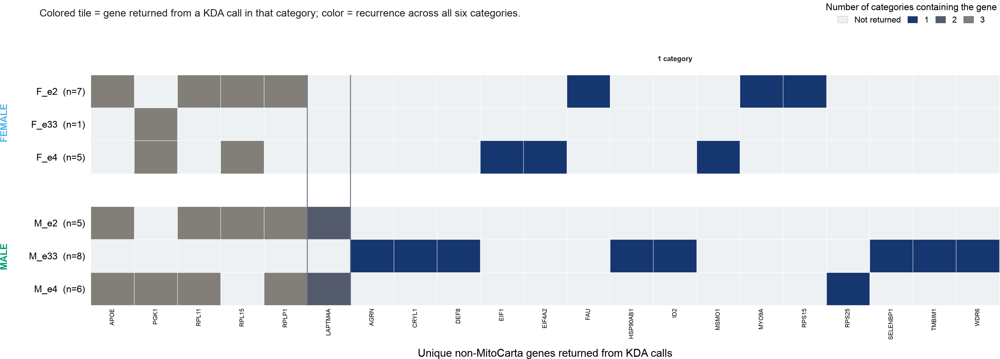 Colored tile = gene returned from a KDA call in that category; color = recurrence across all six categories.
Number of categories containing the gene
Not returned 1 2 3
1 category
FEMALE
F_e2 (n=7)
F_e33 (n=1)
F_e4 (n=5)
MALE
M_e2 (n=5)
M_e33 (n=8)
M_e4 (n=6)
APOE
PGK1
RPL11
RPL15
RPLP1
LAPTM4A
AGRN
CRYL1
DEF8
EIF1
EIF4A2
FAU
HSP90AB1
ID2
MSMO1
MYO9A
RPS15
RPS25
SELENBP1
TMBIM1
WDR6
Unique non-MitoCarta genes returned from KDA calls